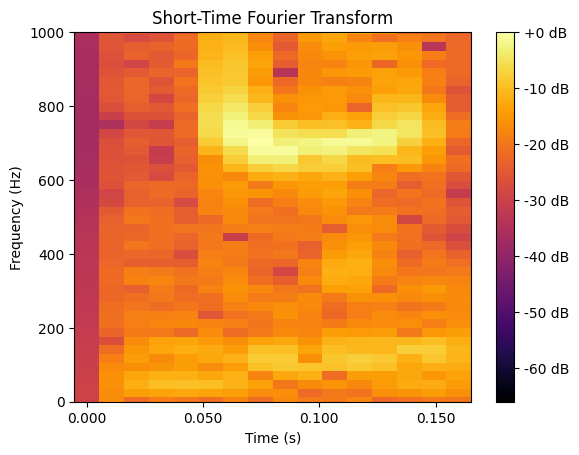 Short-Time Fourier Transform
1000
800
600
400
200
0
Frequency (Hz)
0.000
0.050
0.100
0.150
Time (s)
+0 dB
-10 dB
-20 dB
-30 dB
-40 dB
-50 dB
-60 dB